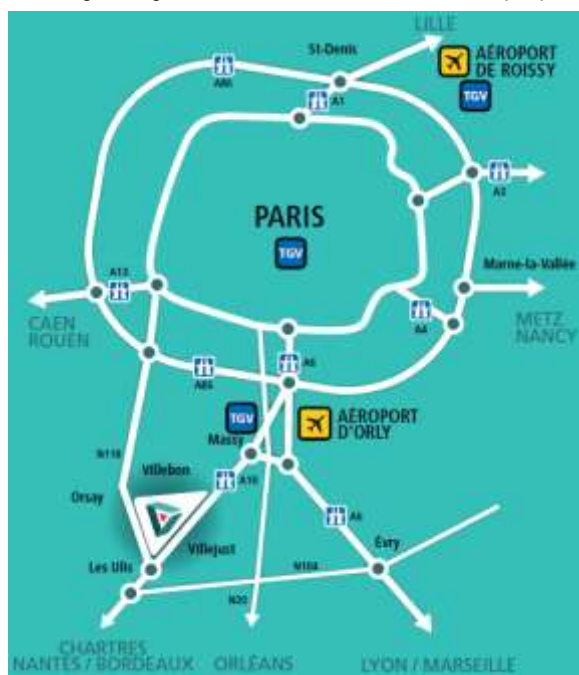 LILLE
St-Denis
AÉROPORT
DE ROISSY
TGV
A86
A1
A3
PARIS
TGV
Marne-la-Vallée
A13
CAEN
ROUEN
METZ
NANCY
A4
A6
A86
TGV
AÉROPORT
D'ORLY
Massy
N118
Villebon
A10
Orsay
A6
Villejust
Évry
Les Ulis
N104
N20
CHARTRES
NANTES / BORDEAUX
ORLÉANS
LYON / MARSEILLE